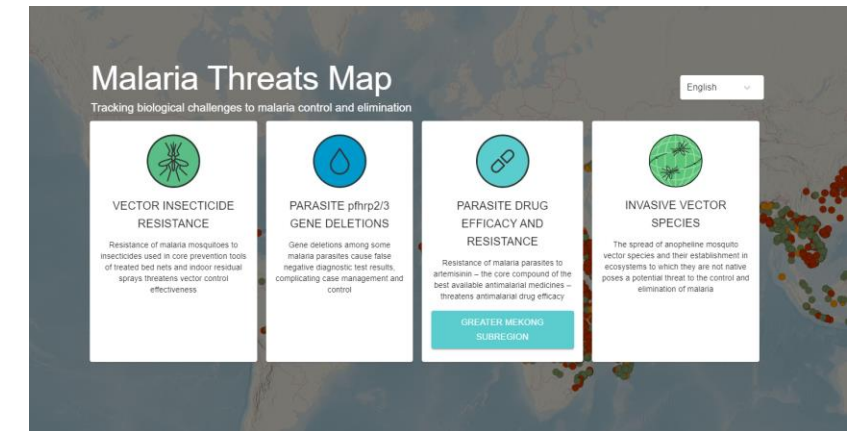 Malaria Threats Map
Tracking biological challenges to malaria control and elimination
English
VECTOR INSECTICIDE
RESISTANCE
Resistance of malaria mosquitoes to
insecticides used in core prevention tools
of treated bed nets and indoor residual
sprays threatens vector control
effectiveness
PARASITE pfhrp2/3
GENE DELETIONS
Gene deletions among some
malaria parasites cause false
negative diagnostic test results,
complicating case management and
control
PARASITE DRUG
EFFICACY AND
RESISTANCE
Resistance of malaria parasites to
artemisinin – the core compound of the
best available antimalarial medicines –
threatens antimalarial drug efficacy
GREATER MEKONG
SUBREGION
INVASIVE VECTOR
SPECIES
The spread of anopheline mosquito
vector species and their establishment in
ecosystems to which they are not native
poses a potential threat to the control and
elimination of malaria